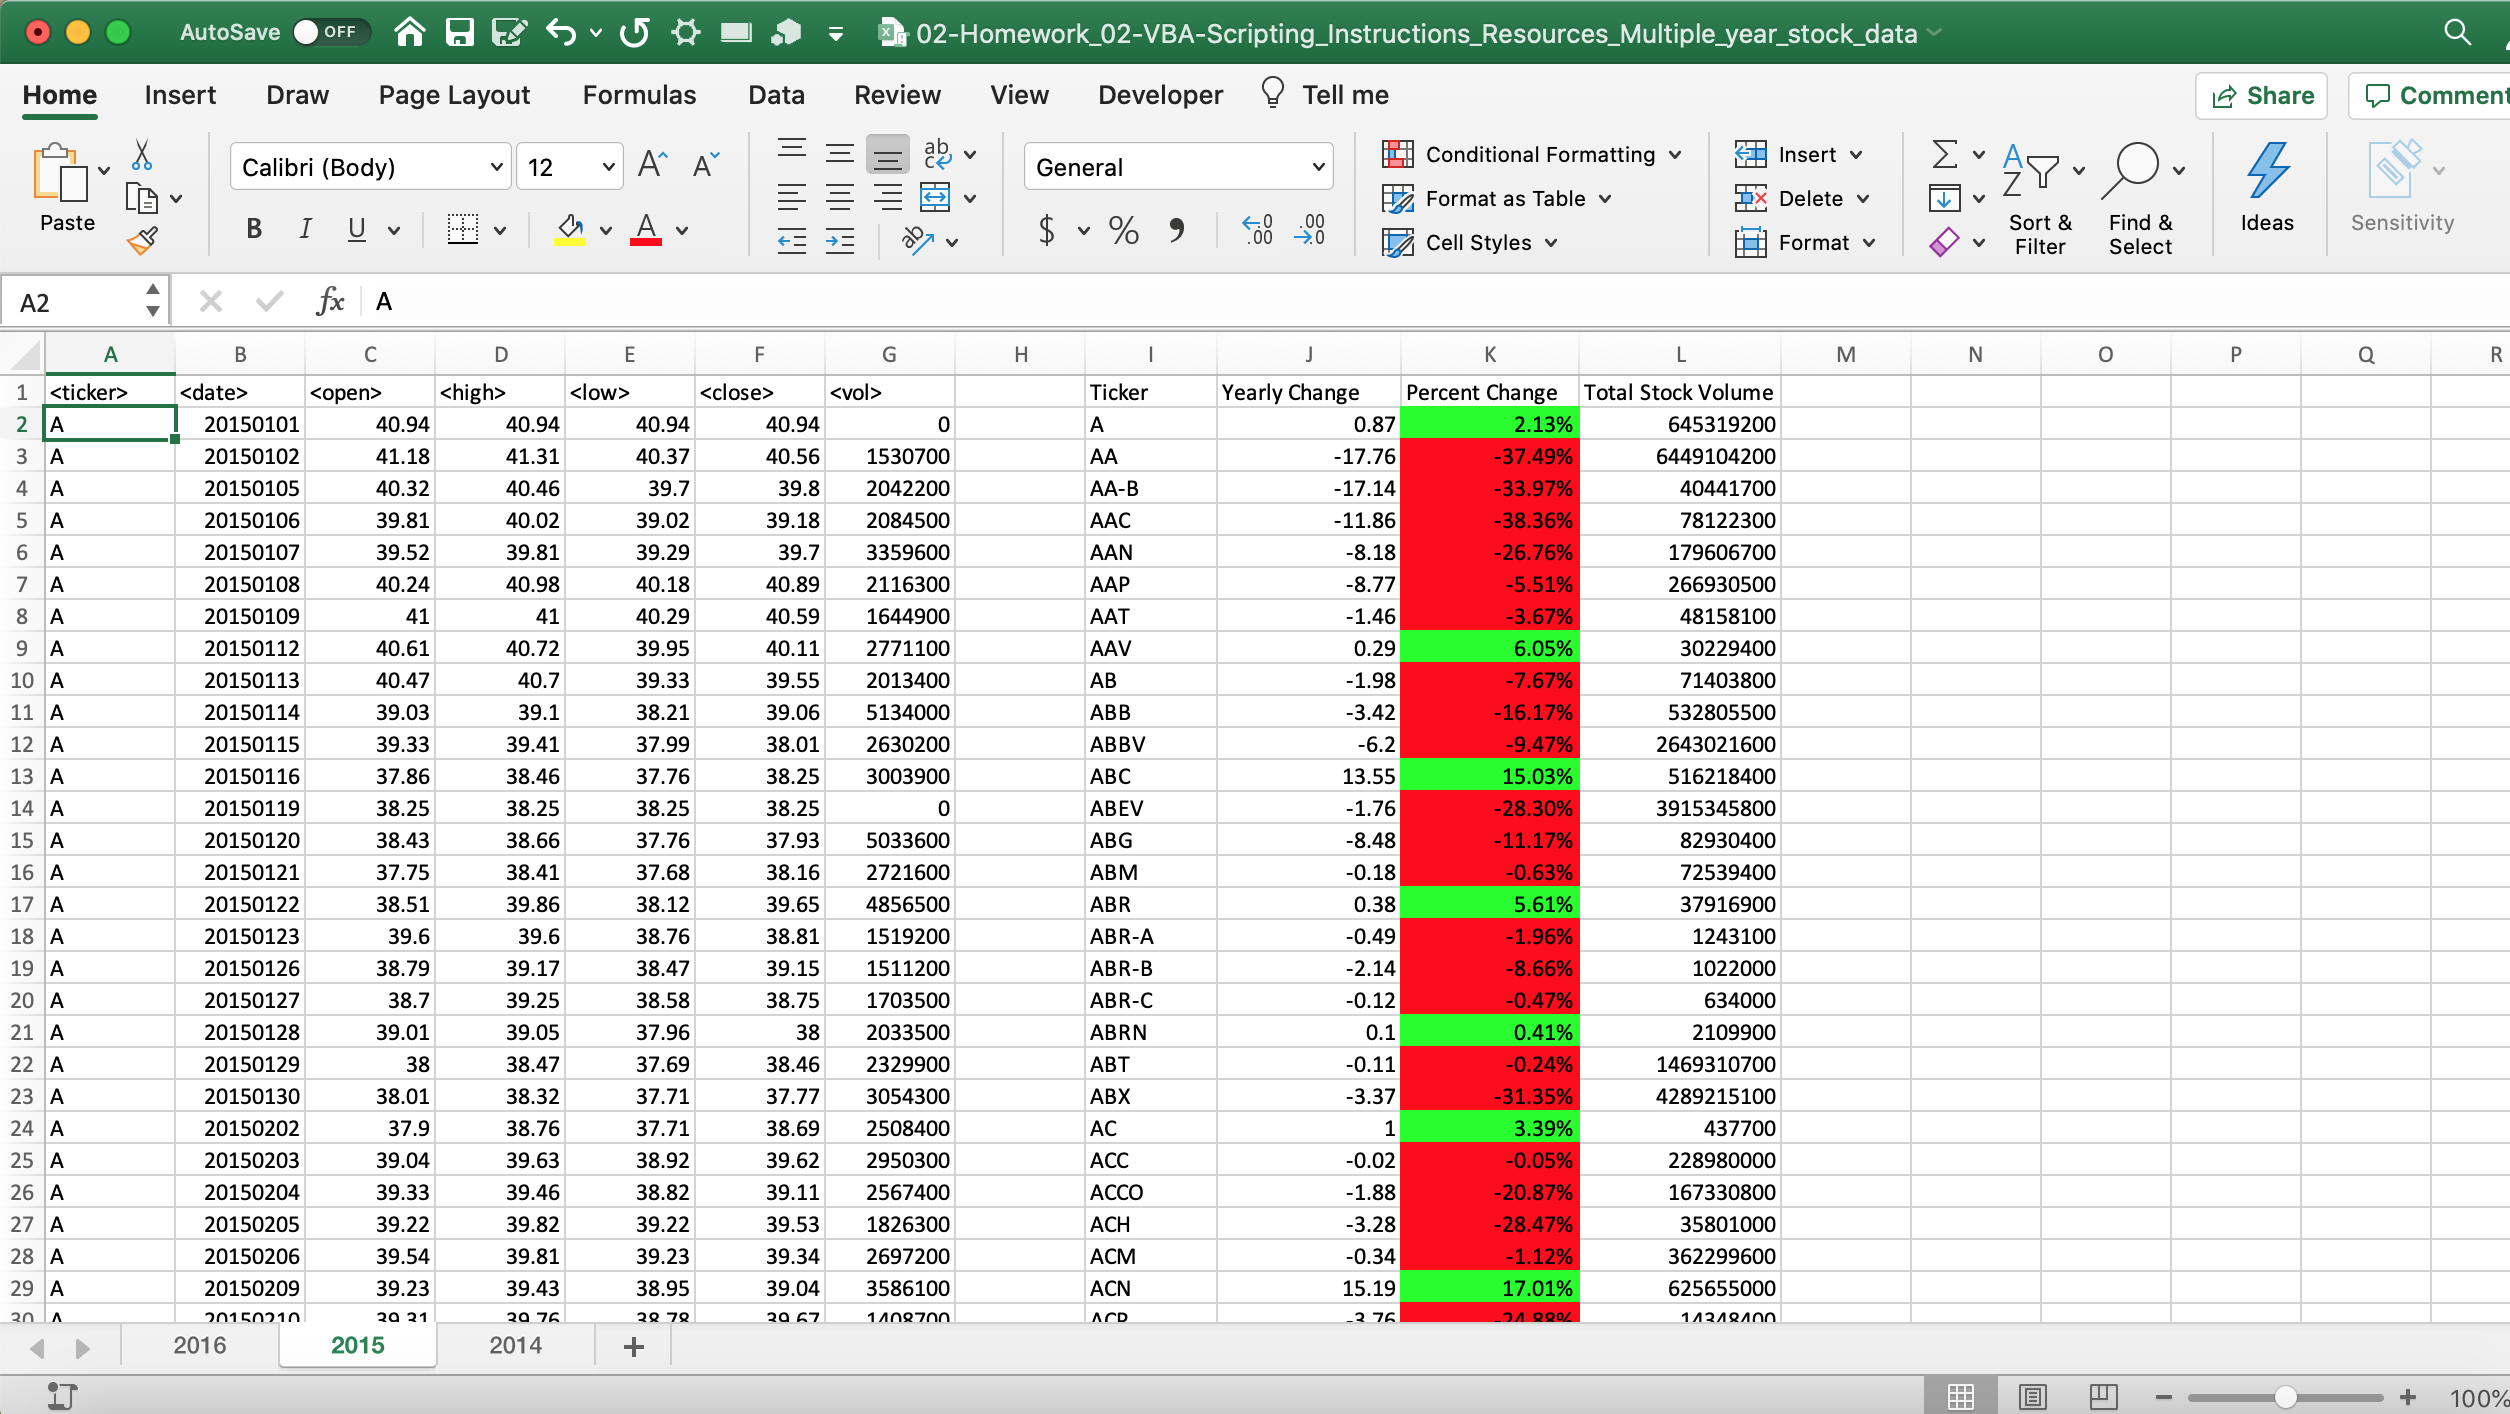 AutoSave OFF 02-Homework_02-VBA-Scripting_Instructions_Resources_Multiple_year_stock_data
Home Insert Draw Page Layout Formulas Data Review View Developer Tell me Share Comment
Paste Calibri (Body) 12 General Conditional Formatting Format as Table Cell Styles Insert Delete Format Sort & Filter Find & Select Ideas Sensitivity
A2 fx A
A B C D E F G H I J K L M N O P Q R
1 <ticker> <date> <open> <high> <low> <close> <vol> Ticker Yearly Change Percent Change Total Stock Volume
2 A 20150101 40.94 40.94 40.94 40.94 0 A 0.87 2.13% 645319200
3 A 20150102 41.18 41.31 40.37 40.56 1530700 AA -17.76 -37.49% 6449104200
4 A 20150105 40.32 40.46 39.7 39.8 2042200 AA-B -17.14 -33.97% 40441700
5 A 20150106 39.81 40.02 39.02 39.18 2084500 AAC -11.86 -38.36% 78122300
6 A 20150107 39.52 39.81 39.29 39.7 3359600 AAN -8.18 -26.76% 179606700
7 A 20150108 40.24 40.98 40.18 40.89 2116300 AAP -8.77 -5.51% 266930500
8 A 20150109 41 41 40.29 40.59 1644900 AAT -1.46 -3.67% 48158100
9 A 20150112 40.61 40.72 39.95 40.11 2771100 AAV 0.29 6.05% 30229400
10 A 20150113 40.47 40.7 39.33 39.55 2013400 AB -1.98 -7.67% 71403800
11 A 20150114 39.03 39.1 38.21 39.06 5134000 ABB -3.42 -16.17% 532805500
12 A 20150115 39.33 39.41 37.99 38.01 2630200 ABBV -6.2 -9.47% 2643021600
13 A 20150116 37.86 38.46 37.76 38.25 3003900 ABC 13.55 15.03% 516218400
14 A 20150119 38.25 38.25 38.25 38.25 0 ABEV -1.76 -28.30% 3915345800
15 A 20150120 38.43 38.66 37.76 37.93 5033600 ABG -8.48 -11.17% 82930400
16 A 20150121 37.75 38.41 37.68 38.16 2721600 ABM -0.18 -0.63% 72539400
17 A 20150122 38.51 39.86 38.12 39.65 4856500 ABR 0.38 5.61% 37916900
18 A 20150123 39.6 39.6 38.76 38.81 1519200 ABR-A -0.49 -1.96% 1243100
19 A 20150126 38.79 39.17 38.47 39.15 1511200 ABR-B -2.14 -8.66% 1022000
20 A 20150127 38.7 39.25 38.58 38.75 1703500 ABR-C -0.12 -0.47% 634000
21 A 20150128 39.01 39.05 37.96 38 2033500 ABRN 0.1 0.41% 2109900
22 A 20150129 38 38.47 37.69 38.46 2329900 ABT -0.11 -0.24% 1469310700
23 A 20150130 38.01 38.32 37.71 37.77 3054300 ABX -3.37 -31.35% 4289215100
24 A 20150202 37.9 38.76 37.71 38.69 2508400 AC 1 3.39% 437700
25 A 20150203 39.04 39.63 38.92 39.62 2950300 ACC -0.02 -0.05% 228980000
26 A 20150204 39.33 39.46 38.82 39.11 2567400 ACCO -1.88 -20.87% 167330800
27 A 20150205 39.22 39.82 39.22 39.53 1826300 ACH -3.28 -28.47% 35801000
28 A 20150206 39.54 39.81 39.23 39.34 2697200 ACM -0.34 -1.12% 362299600
29 A 20150209 39.23 39.43 38.95 39.04 3586100 ACN 15.19 17.01% 625655000
30 A 20150210 39.31 39.76 38.78 39.67 1408700 ACP -3.76 -24.88% 14348400
2016 2015 2014
100%